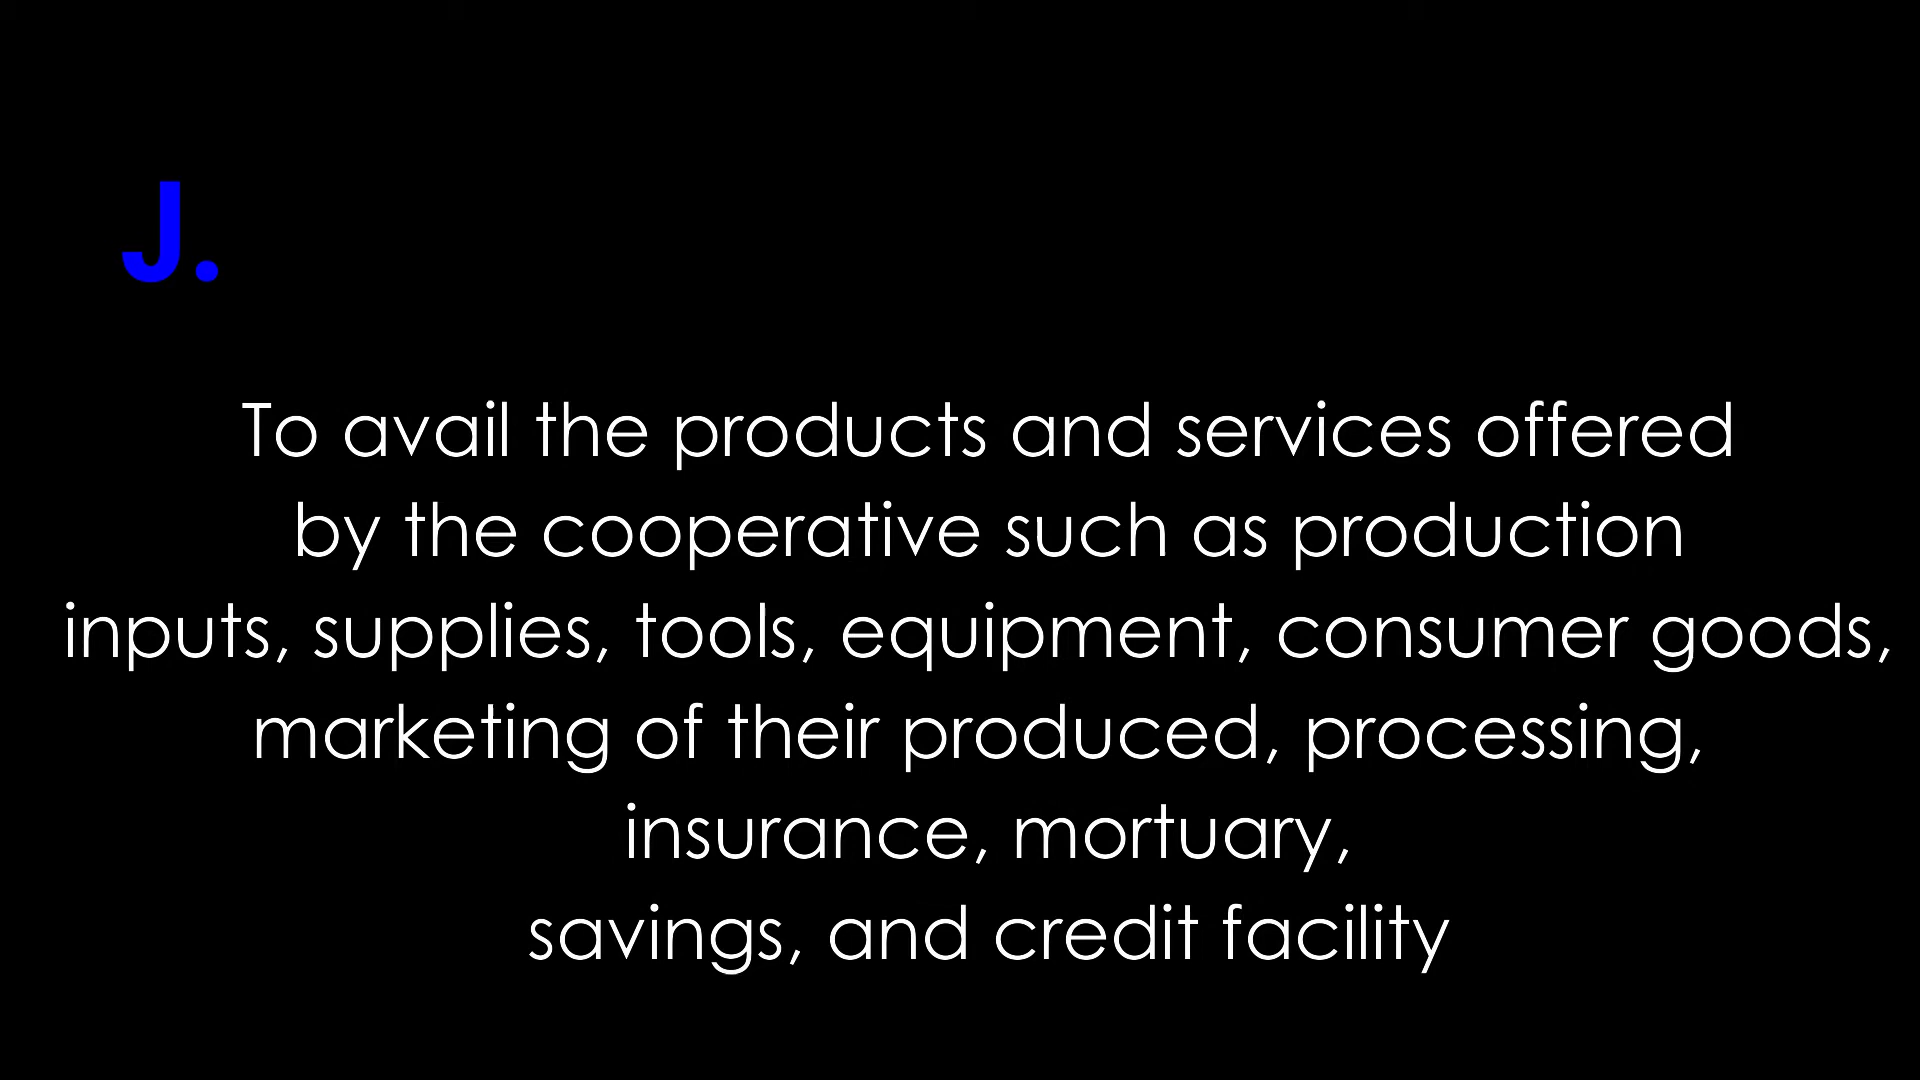 J.
To avail the products and services offered
by the cooperative such as production
inputs, supplies, tools, equipment, consumer goods,
marketing of their produced, processing,
insurance, mortuary,
savings, and credit facility